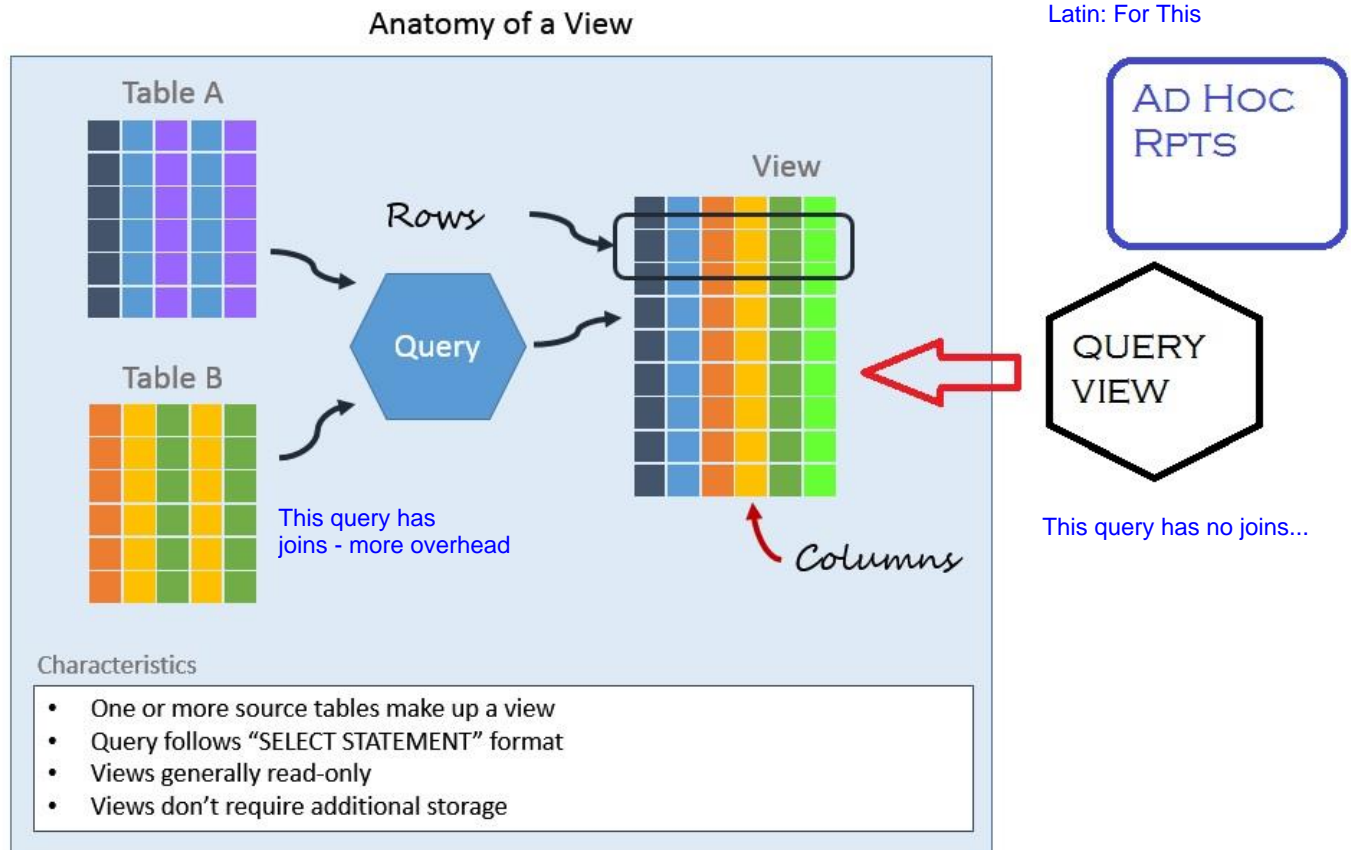 Anatomy of a View
Latin: For This
Table A
Rows
View
AD HOC
RPTS
Query
QUERY
VIEW
Table B
This query has
joins - more overhead
Columns
This query has no joins...
Characteristics
• One or more source tables make up a view
• Query follows “SELECT STATEMENT” format
• Views generally read-only
• Views don’t require additional storage